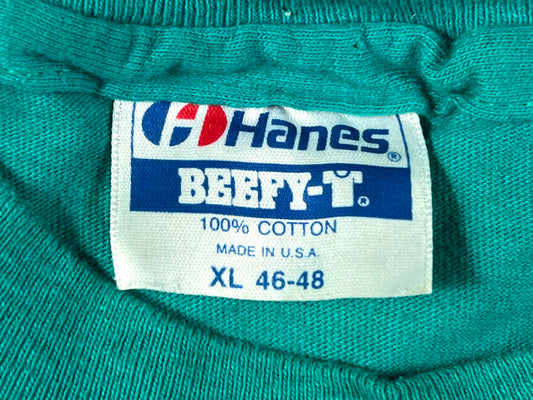 Hanes®
BEEFY-T®
100% COTTON
MADE IN U.S.A.
XL 46-48